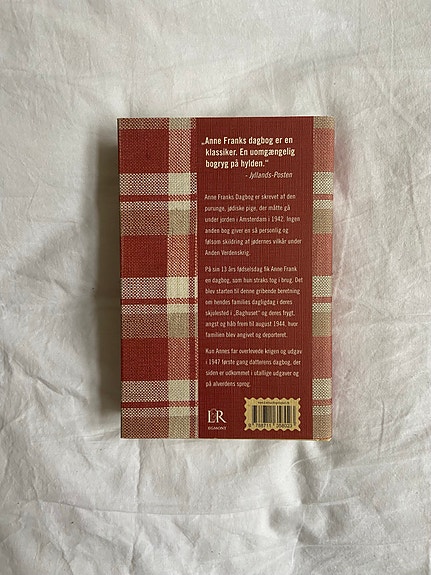 „Anne Franks dagbog er en
klassiker. En uomgængelig
bogryg på hylden.“
- Jyllands-Posten
Anne Franks Dagbog er skrevet af den
purunge, jødiske pige, der måtte gå
under jorden i Amsterdam i 1942. Ingen
anden bog giver en så personlig og
følsom skildring af jødernes vilkår under
Anden Verdenskrig.
På sin 13 års fødselsdag fik Anne Frank
en dagbog, som hun straks tog i brug. Det
blev starten til denne gribende beretning
om hendes families dagligdag i deres
skjulested i „Baghuset“ og deres frygt,
angst og håb frem til august 1944, hvor
familien blev angivet og deporteret.
Kun Annes far overlevede krigen og udgav
i 1947 første gang datterens dagbog, der
siden er udkommet i utallige udgaver og
på alverdens sprog.
L&R
EGMONT
9 788711